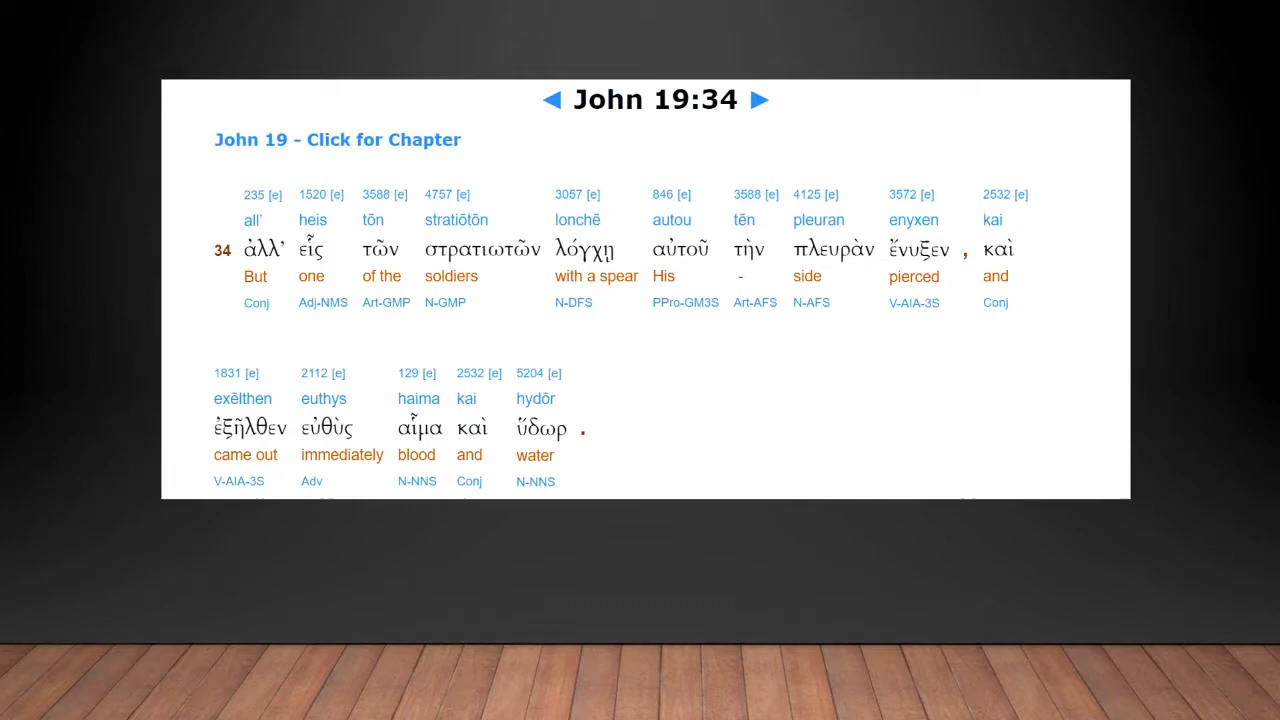 ◄ John 19:34 ►
John 19 - Click for Chapter
235 [e] 1520 [e] 3588 [e] 4757 [e] 3057 [e] 846 [e] 3588 [e] 4125 [e] 3572 [e] 2532 [e]
all’ heis tōn stratiōtōn lonchē autou tēn pleuran enyxen kai
34 ἀλλ’ εἷς τῶν στρατιωτῶν λόγχῃ αὐτοῦ τὴν πλευρὰν ἔνυξεν , καὶ
But one of the soldiers with a spear His - side pierced and
Conj Adj-NMS Art-GMP N-GMP N-DFS PPro-GM3S Art-AFS N-AFS V-AIA-3S Conj
1831 [e] 2112 [e] 129 [e] 2532 [e] 5204 [e]
exēlthen euthys haima kai hydōr
ἐξῆλθεν εὐθὺς αἷμα καὶ ὕδωρ .
came out immediately blood and water
V-AIA-3S Adv N-NNS Conj N-NNS